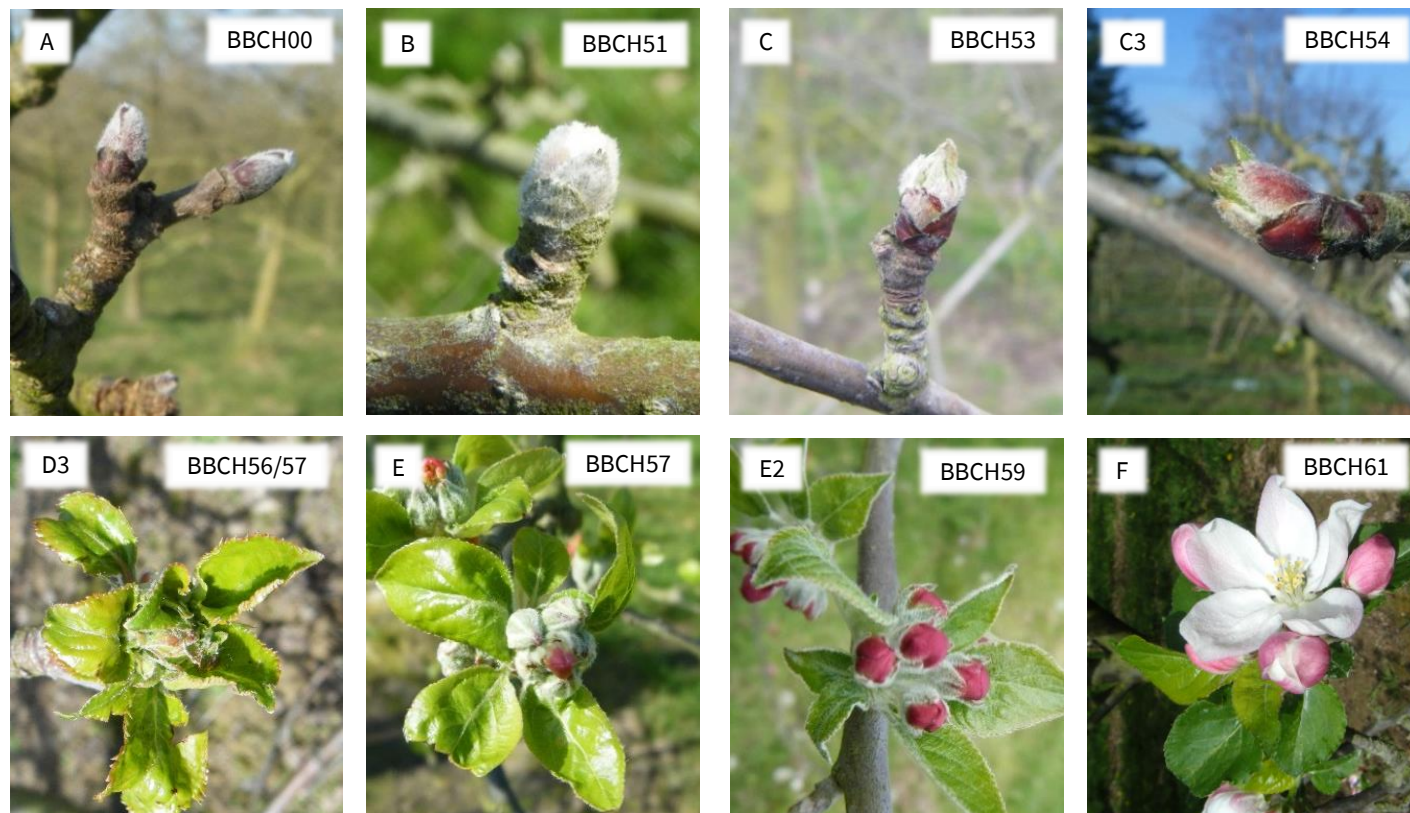 A BBCH00
B BBCH51
C BBCH53
C3 BBCH54
D3 BBCH56/57
E BBCH57
E2 BBCH59
F BBCH61